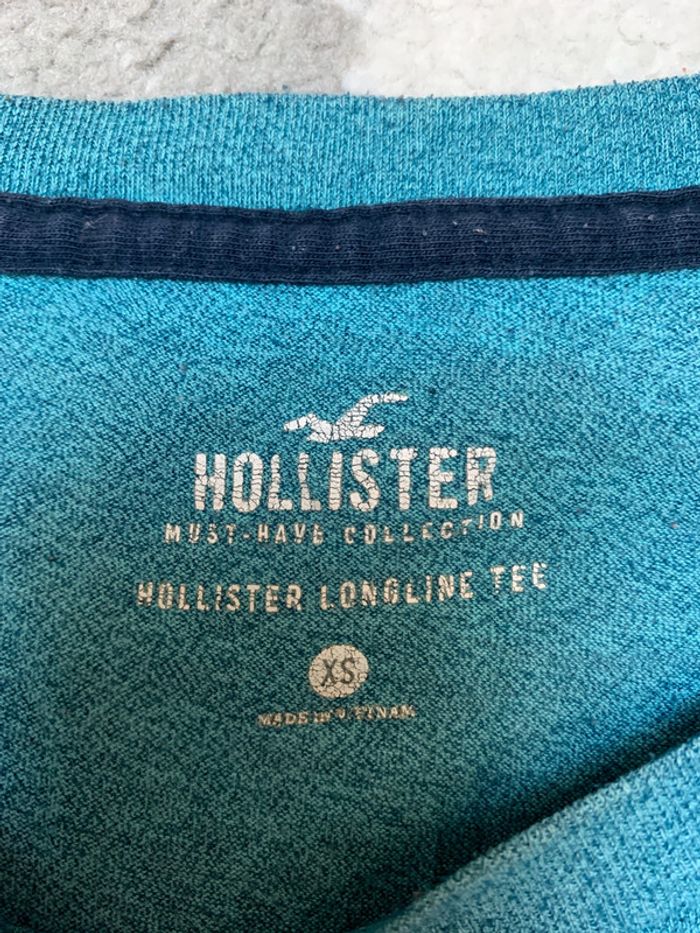 HOLLISTER
MUST-HAVE COLLECTION
HOLLISTER LONGLINE TEE
XS
MADE IN VIETNAM